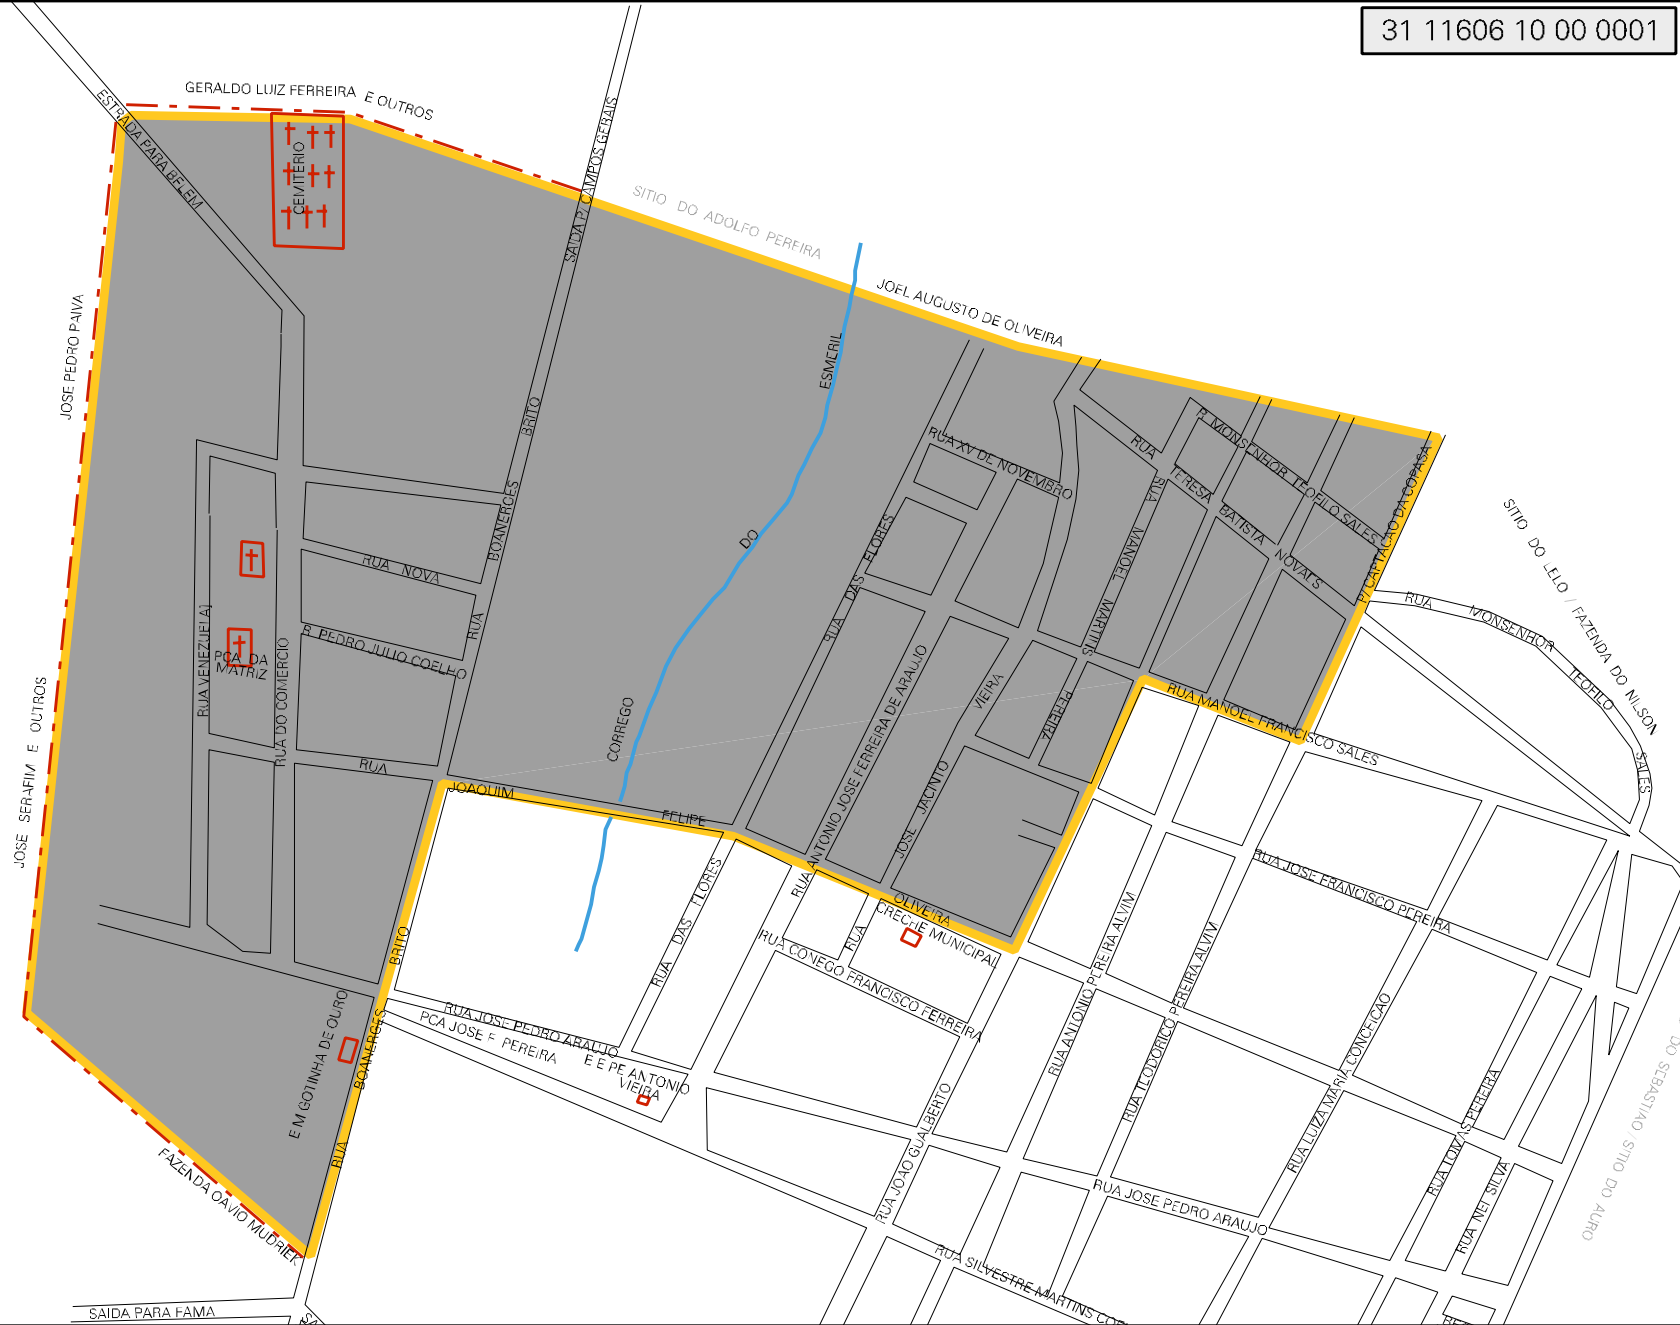 31 11606 10 00 0001
GERALDO LUIZ FERREIRA E OUTROS
ESTRADA PARA BELEM
CEMITERIO
SAIDA P/ CAMPOS GERAIS
SITIO DO ADOLFO PEREIRA
JOEL AUGUSTO DE OLIVEIRA
JOSE PEDRO PAIVA
ESMERIL
DO
CORREGO
BRITO
BOANERGES
RUA
RUA XV DE NOVEMBRO
RUA TERESA BATISTA NOVAES
R. MONSENHOR TEOFILO SALES
P/ CAPTACAO DA COPASA
RUA MANOEL MARTINS PEREIRA
RUA DAS FLORES
RUA NOVA
R. PEDRO JULIO COELHO
RUA VENEZUELA]
PCA DA
MATRIZ
RUA DO COMERCIO
RUA JOAQUIM FELIPE OLIVEIRA
RUA ANTONIO JOSE FERREIRA DE ARAUJO
RUA JOSE JACINTO VIEIRA
RUA MANOEL FRANCISCO SALES
RUA MONSENHOR TEOFILO SALES
SITIO DO LELO / FAZENDA DO NILSON
JOSE SERAFIM E OUTROS
CRECHE MUNICIPAL
RUA DAS FLORES
RUA CONEGO FRANCISCO FERREIRA
RUA JOSE FRANCISCO PEREIRA
RUA BOANERGES BRITO
E M GOTINHA DE OURO
RUA JOSE PEDRO ARAUJO
PCA JOSE F PEREIRA
E E PE ANTONIO
VIEIRA
RUA ANTONIO PEREIRA ALVIM
RUA TEODORICO PEREIRA ALVIM
RUA LUIZA MARIA CONCEICAO
RUA TOMAS PEREIRA
RUA NEI SILVA
DO SEBASTIAO/SITIO DO AURO
RUA JOAO GUALBERTO
RUA JOSE PEDRO ARAUJO
RUA SILVESTRE MARTINS
FAZENDA OAVIO MUDRIEK
SAIDA PARA FAMA